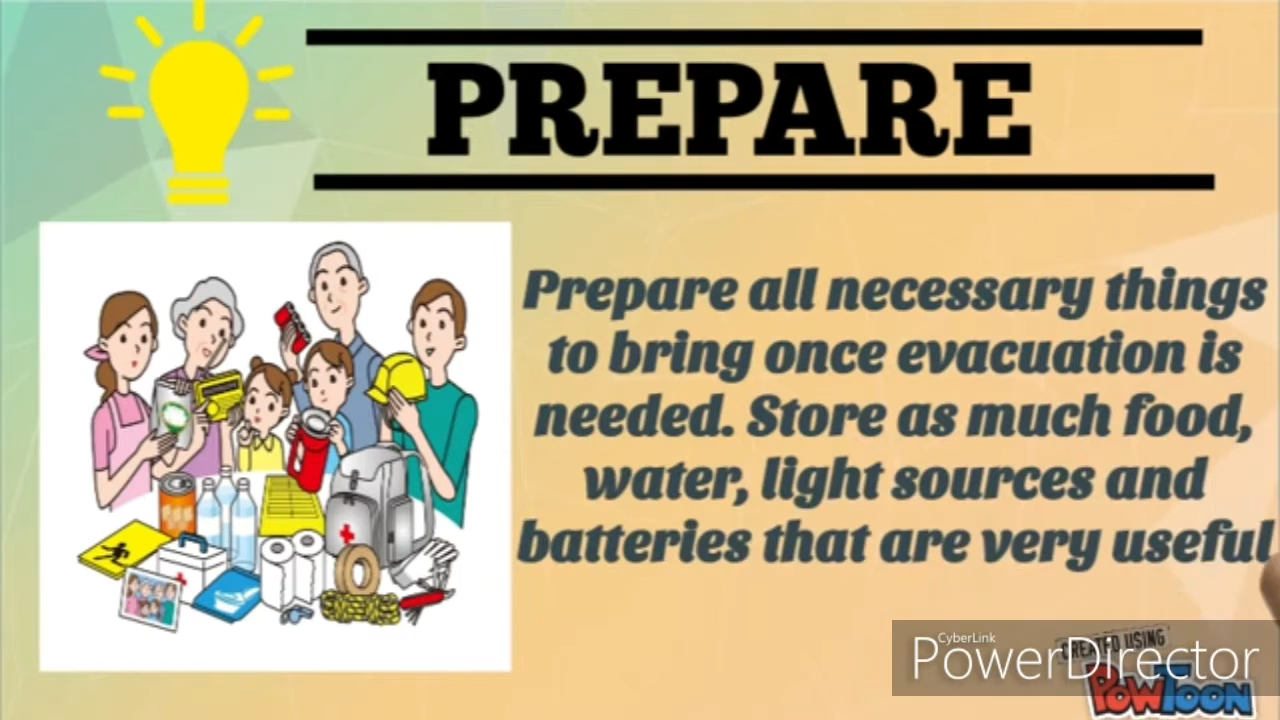 PREPARE
Prepare all necessary things
to bring once evacuation is
needed. Store as much food,
water, light sources and
batteries that are very useful
CREATED USING
CyberLink
PowerDirector
PowToon